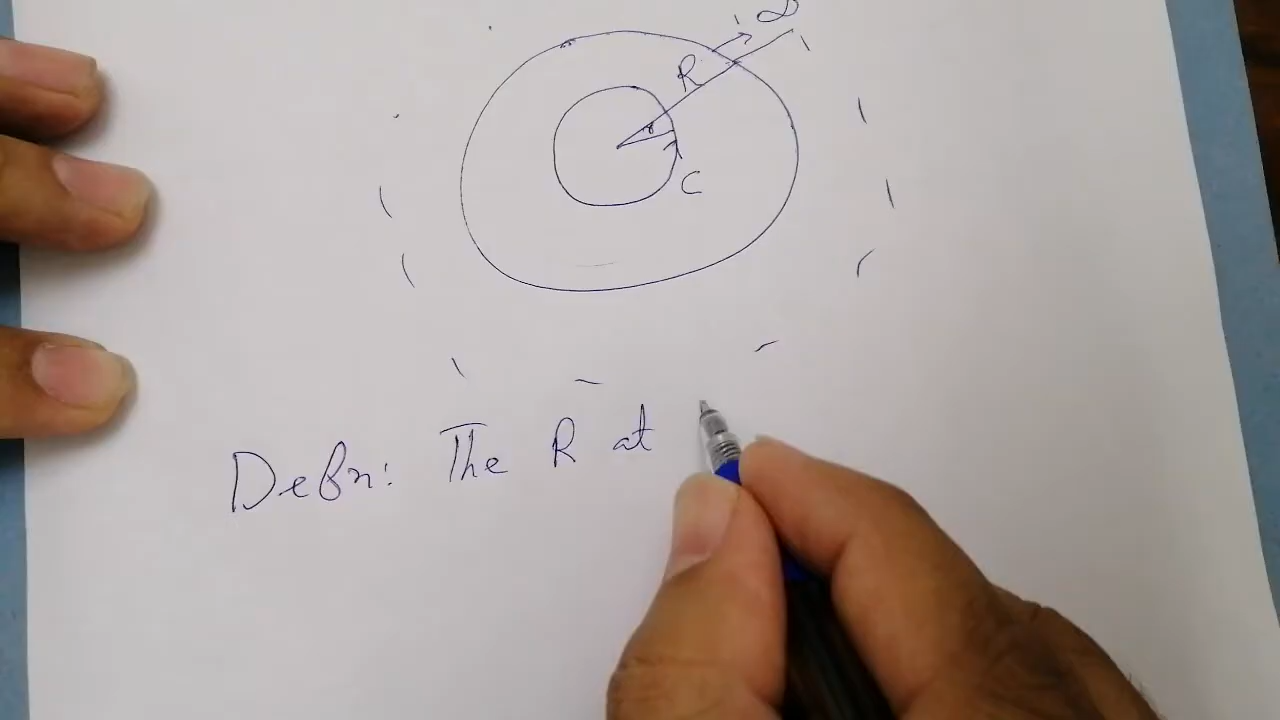 ∞
R
r
C
Defn: The R at